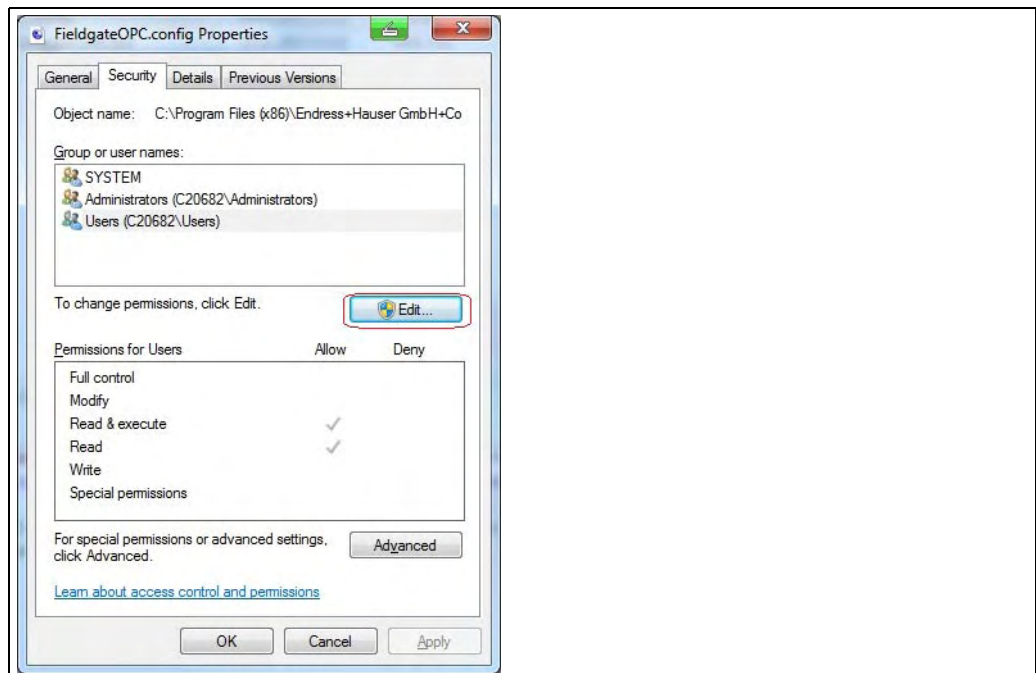 FieldgateOPC.config Properties
General Security Details Previous Versions
Object name: C:\Program Files (x86)\Endress+Hauser GmbH+Co
Group or user names:
SYSTEM
Administrators (C20682\Administrators)
Users (C20682\Users)
To change permissions, click Edit.
Edit...
Permissions for Users Allow Deny
Full control
Modify
Read & execute
Read
Write
Special permissions
For special permissions or advanced settings,
click Advanced.
Advanced
Learn about access control and permissions
OK Cancel Apply